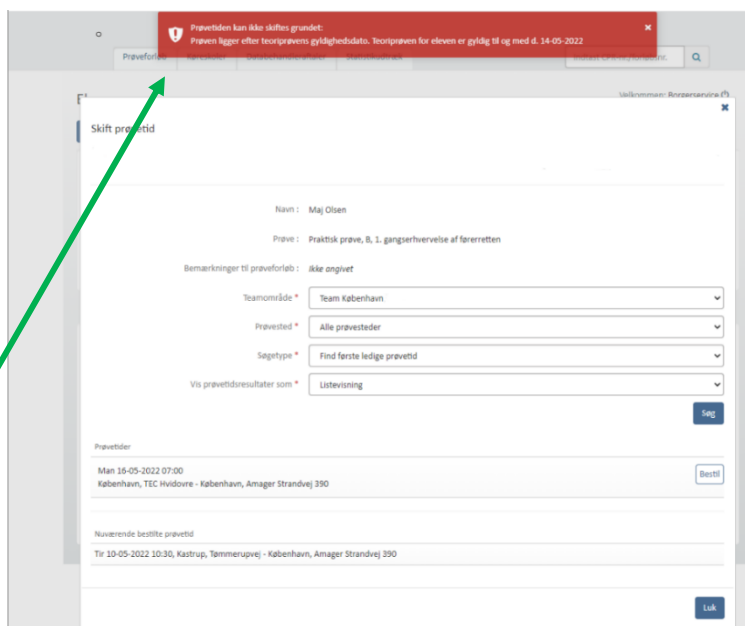 Prøvetiden kan ikke skiftes grundet:
Prøven ligger efter teoriprøvens gyldighedsdato. Teoriprøven for eleven er gyldig til og med d. 14-05-2022
Prøveforløb Køreskoler Databehandleraftaler Statistikudtræk
Velkommen: Borgerservice
Skift prøvetid
Navn : Maj Olsen
Prøve : Praktisk prøve, B, 1. gangserhvervelse af førerretten
Bemærkninger til prøveforløb : Ikke angivet
Teamområde * Team København
Prøvested * Alle prøvesteder
Søgetype * Find første ledige prøvetid
Vis prøvetidsresultater som * Listevisning
Søg
Prøvetider
Man 16-05-2022 07:00
København, TEC Hvidovre - København, Amager Strandvej 390
Bestil
Nuværende bestilte prøvetid
Tir 10-05-2022 10:30, Kastrup, Tømmerupvej - København, Amager Strandvej 390
Luk